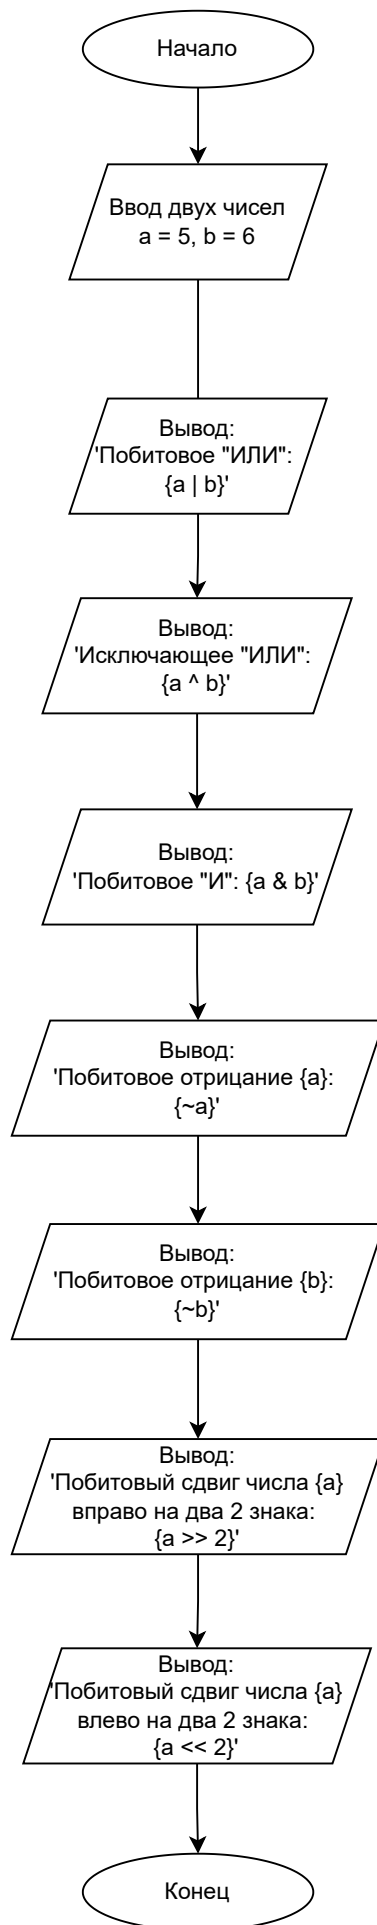 Начало
Ввод двух чисел
a = 5, b = 6
Вывод:
'Побитовое "ИЛИ":
{a | b}'
Вывод:
'Исключающее "ИЛИ":
{a ^ b}'
Вывод:
'Побитовое "И": {a & b}'
Вывод:
'Побитовое отрицание {a}:
{~a}'
Вывод:
'Побитовое отрицание {b}:
{~b}'
Вывод:
'Побитовый сдвиг числа {a}
вправо на два 2 знака:
{a >> 2}'
Вывод:
'Побитовый сдвиг числа {a}
влево на два 2 знака:
{a << 2}'
Конец